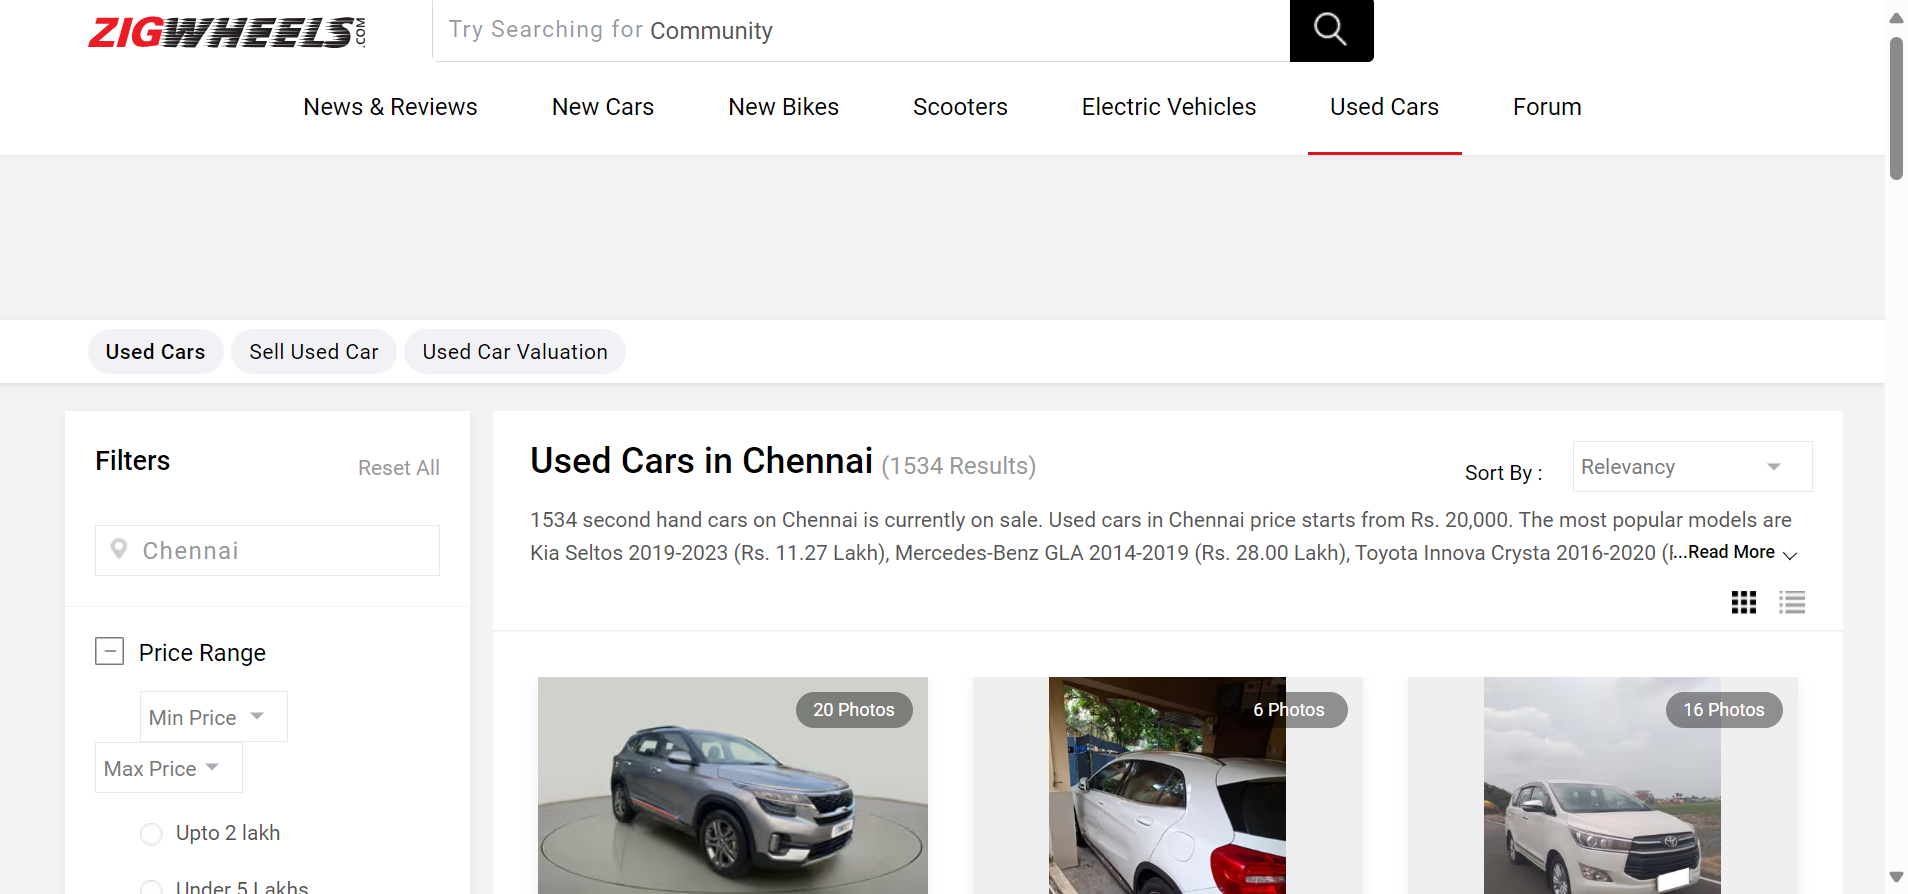 ZIGWHEELS.COM
Try Searching for Community
News & Reviews New Cars New Bikes Scooters Electric Vehicles Used Cars Forum
Used Cars Sell Used Car Used Car Valuation
Filters
Reset All
Chennai
Price Range
Min Price
Max Price
Upto 2 lakh
Under 5 Lakhs
Used Cars in Chennai (1534 Results)
Sort By : Relevancy
1534 second hand cars on Chennai is currently on sale. Used cars in Chennai price starts from Rs. 20,000. The most popular models are
Kia Seltos 2019-2023 (Rs. 11.27 Lakh), Mercedes-Benz GLA 2014-2019 (Rs. 28.00 Lakh), Toyota Innova Crysta 2016-2020 (...Read More
20 Photos
6 Photos
16 Photos